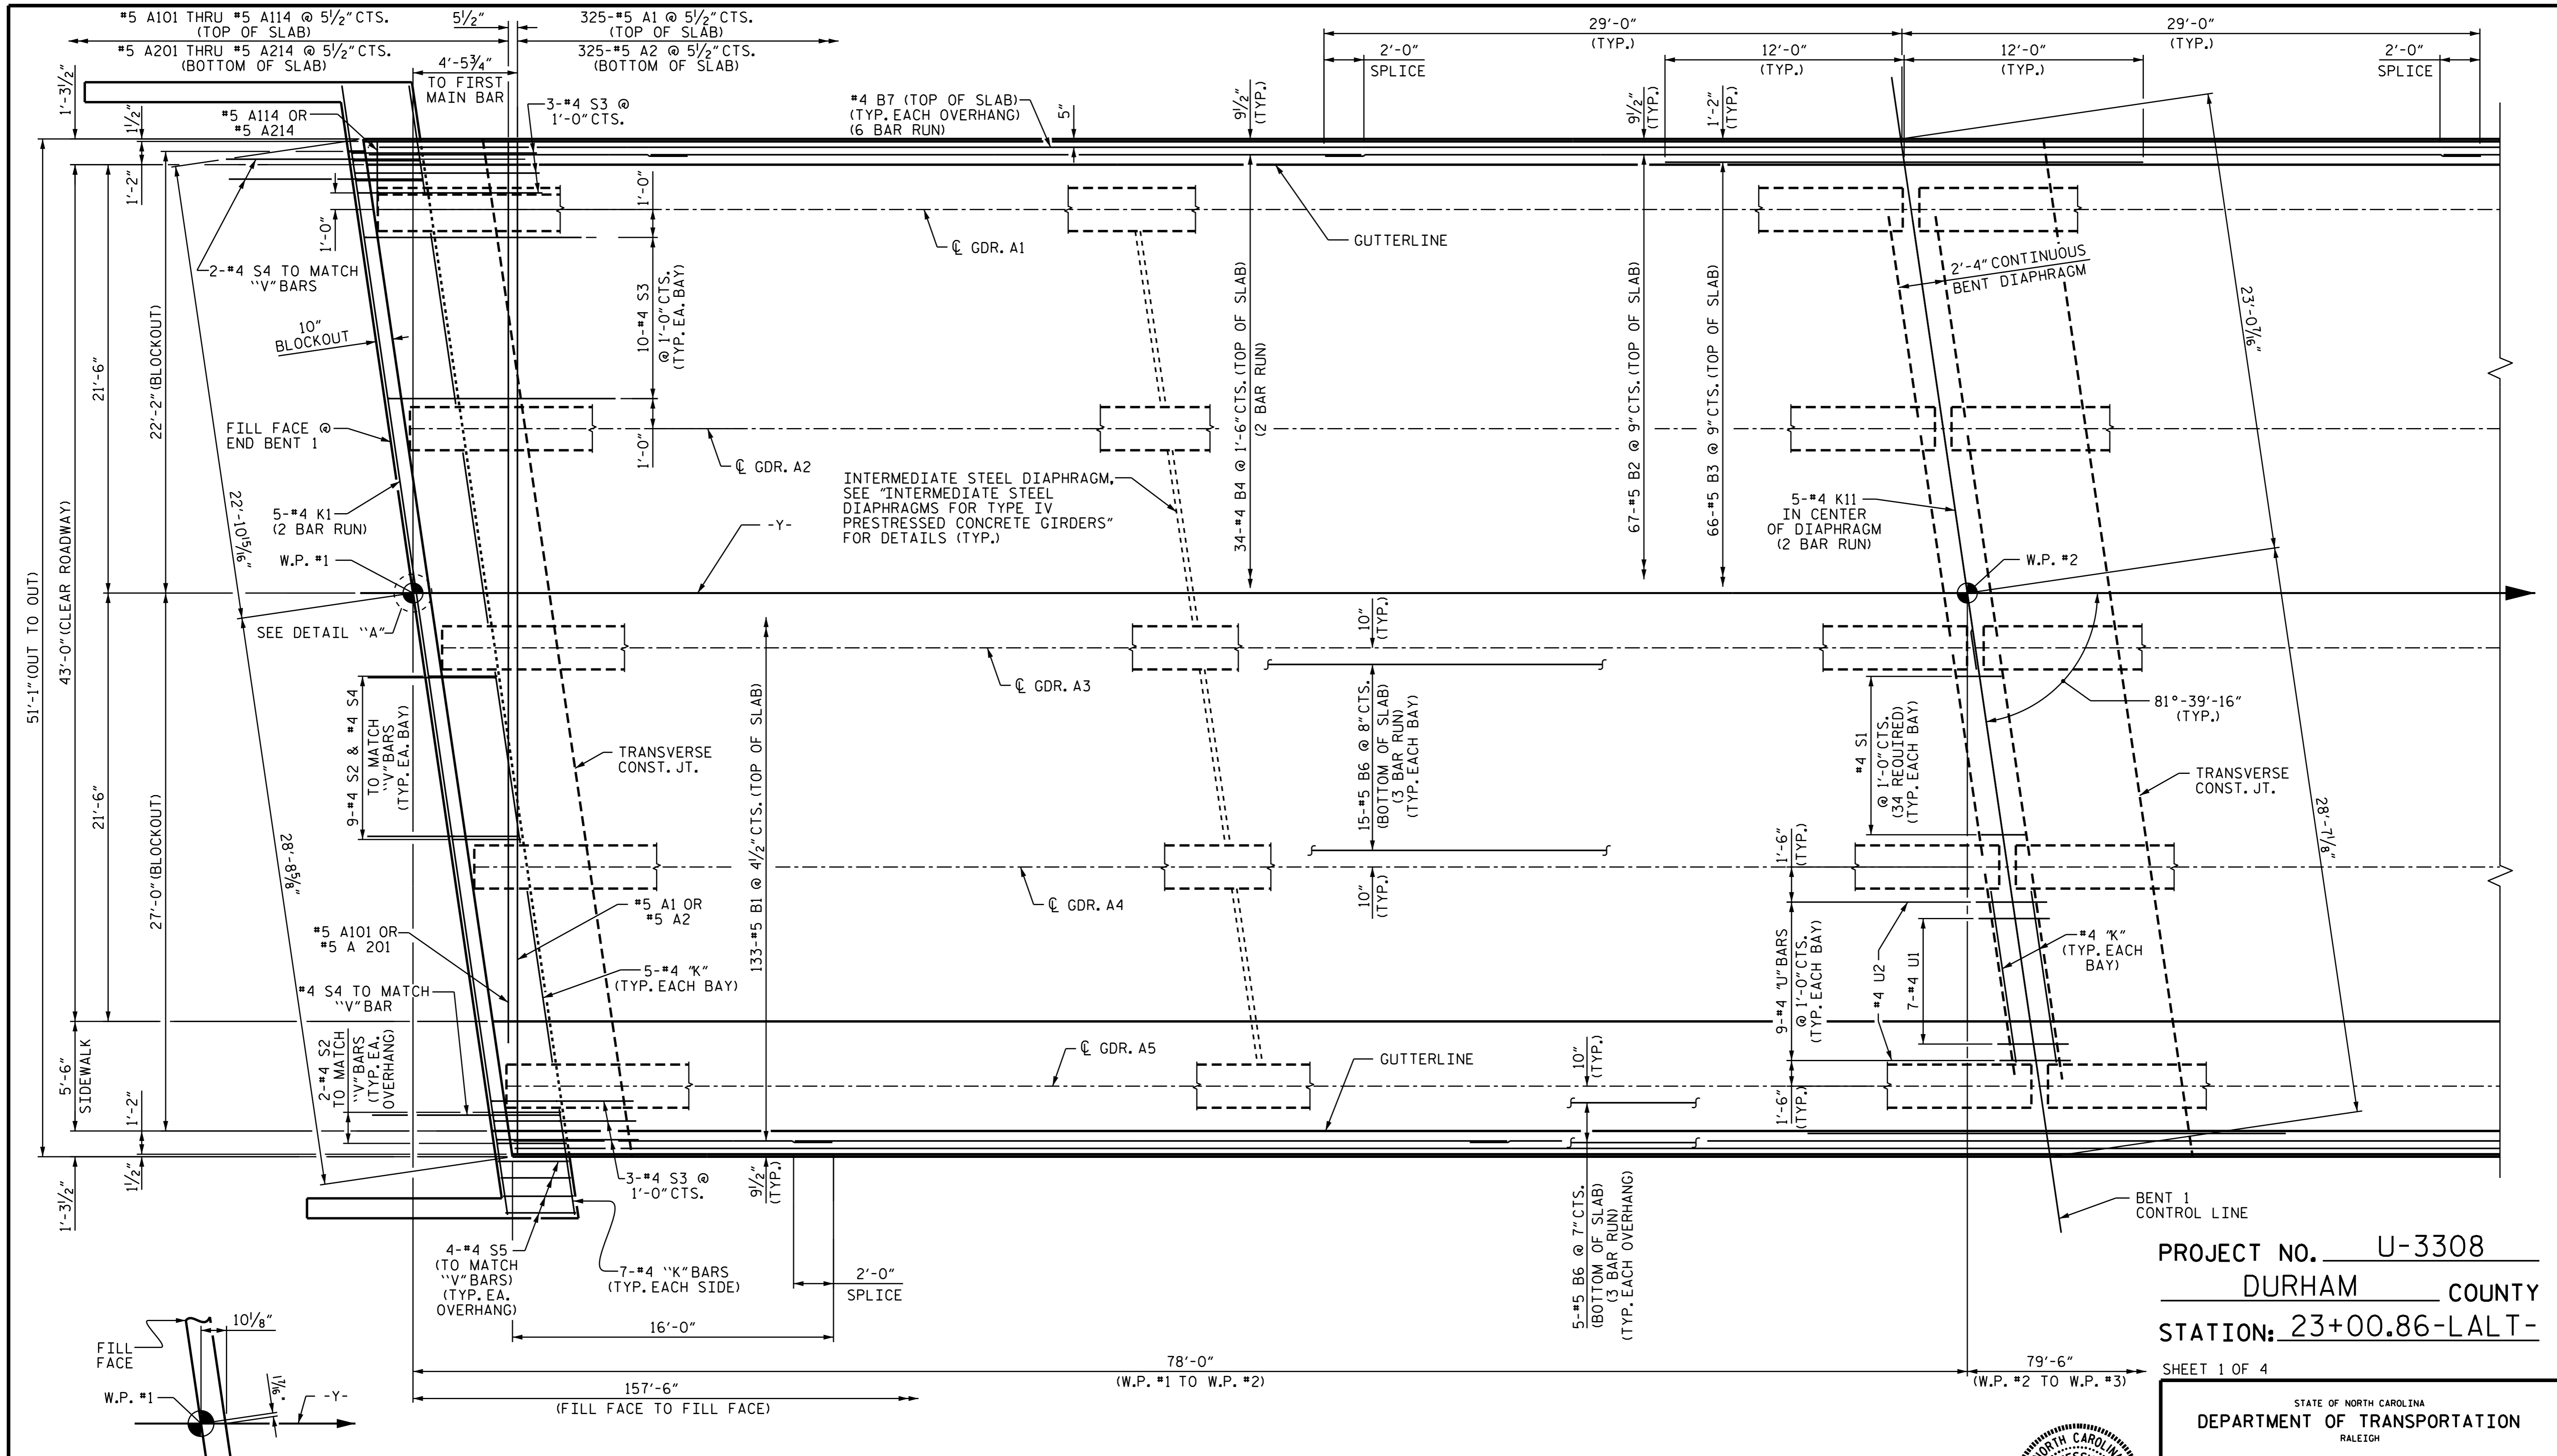 #5 A101 THRU #5 A114 @ 5½" CTS.
(TOP OF SLAB)
#5 A201 THRU #5 A214 @ 5½" CTS.
(BOTTOM OF SLAB)
5½"
325-#5 A1 @ 5½" CTS.
(TOP OF SLAB)
325-#5 A2 @ 5½" CTS.
(BOTTOM OF SLAB)
4'-5¾"
TO FIRST
MAIN BAR
29'-0"
(TYP.)
29'-0"
(TYP.)
2'-0"
SPLICE
12'-0"
(TYP.)
12'-0"
(TYP.)
2'-0"
SPLICE
1'-3½"
1½"
1'-2"
#5 A114 OR
#5 A214
3-#4 S3 @
1'-0" CTS.
#4 B7 (TOP OF SLAB)
(TYP. EACH OVERHANG)
(6 BAR RUN)
5"
9½"
(TYP.)
9½"
(TYP.)
1'-2"
(TYP.)
1'-0"
1'-0"
2-#4 S4 TO MATCH
``V" BARS
10"
BLOCKOUT
10-#4 S3
@ 1'-0" CTS.
(TYP. EA. BAY)
1'-0"
℄ GDR. A1
GUTTERLINE
2'-4" CONTINUOUS
BENT DIAPHRAGM
23'-0 7/16"
21'-6"
22'-2" (BLOCKOUT)
43'-0" (CLEAR ROADWAY)
51'-1" (OUT TO OUT)
FILL FACE @
END BENT 1
℄ GDR. A2
34-#4 B4 @ 1'-6" CTS. (TOP OF SLAB)
(2 BAR RUN)
67-#5 B2 @ 9" CTS. (TOP OF SLAB)
66-#5 B3 @ 9" CTS. (TOP OF SLAB)
INTERMEDIATE STEEL DIAPHRAGM,
SEE "INTERMEDIATE STEEL
DIAPHRAGMS FOR TYPE IV
PRESTRESSED CONCRETE GIRDERS"
FOR DETAILS (TYP.)
22'-10 15/16"
5-#4 K1
(2 BAR RUN)
-Y-
5-#4 K11
IN CENTER
OF DIAPHRAGM
(2 BAR RUN)
W.P. #1
W.P. #2
SEE DETAIL ``A"
10"
(TYP.)
℄ GDR. A3
81°-39'-16"
(TYP.)
9-#4 S2 & #4 S4
TO MATCH
``V" BARS
(TYP. EA. BAY)
TRANSVERSE
CONST. JT.
133-#5 B1 @ 4½" CTS. (TOP OF SLAB)
15-#5 B6 @ 8" CTS.
(BOTTOM OF SLAB)
(3 BAR RUN)
(TYP. EACH BAY)
#4 S1
@ 1'-0" CTS.
(34 REQUIRED)
(TYP. EACH BAY)
TRANSVERSE
CONST. JT.
21'-6"
27'-0" (BLOCKOUT)
28'-8⅝"
28'-7⅛"
1'-6"
(TYP.)
10"
(TYP.)
℄ GDR. A4
#5 A1 OR
#5 A2
#5 A101 OR
#5 A 201
5-#4 "K"
(TYP. EACH BAY)
9-#4 "U" BARS
@ 1'-0" CTS.
(TYP. EACH BAY)
#4 U2
7-#4 U1
#4 "K"
(TYP. EACH
BAY)
#4 S4 TO MATCH
``V" BAR
5'-6"
SIDEWALK
2-#4 S2
TO MATCH
``V" BARS
(TYP. EA.
OVERHANG)
1'-2"
1½"
1'-3½"
℄ GDR. A5
GUTTERLINE
10"
(TYP.)
1'-6"
(TYP.)
3-#4 S3 @
1'-0" CTS.
9½"
(TYP.)
5-#5 B6 @ 7" CTS.
(BOTTOM OF SLAB)
(3 BAR RUN)
(TYP. EACH OVERHANG)
BENT 1
CONTROL LINE
4-#4 S5
(TO MATCH
``V" BARS)
(TYP. EA.
OVERHANG)
7-#4 ``K" BARS
(TYP. EACH SIDE)
2'-0"
SPLICE
16'-0"
78'-0"
(W.P. #1 TO W.P. #2)
79'-6"
(W.P. #2 TO W.P. #3)
157'-6"
(FILL FACE TO FILL FACE)
FILL
FACE
10⅛"
W.P. #1
1 7/16"
-Y-
PROJECT NO. U-3308
DURHAM COUNTY
STATION: 23+00.86-LALT-
SHEET 1 OF 4
STATE OF NORTH CAROLINA
DEPARTMENT OF TRANSPORTATION
RALEIGH
NORTH CAROLINA